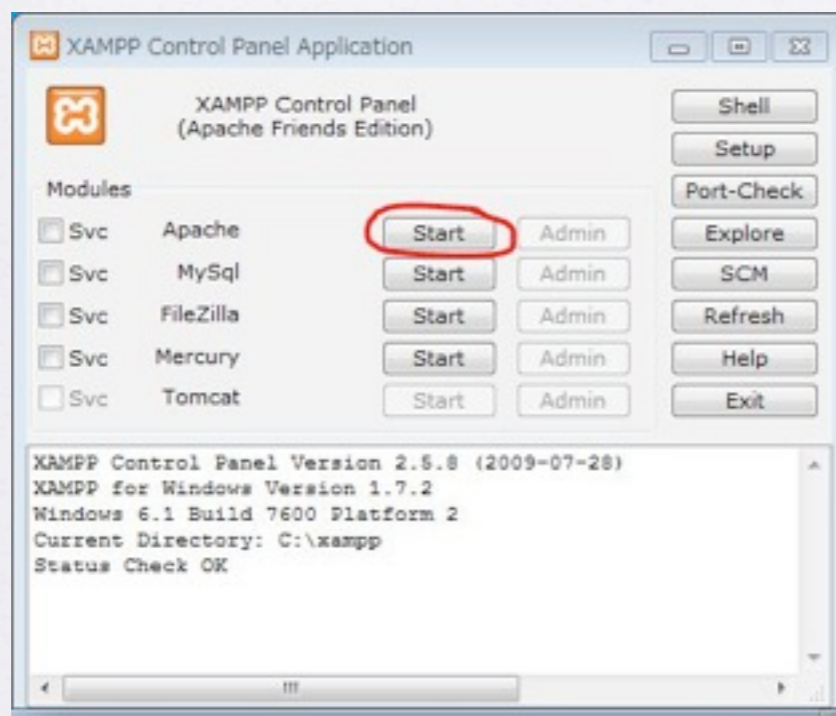 XAMPP Control Panel Application
XAMPP Control Panel
(Apache Friends Edition)
Shell
Setup
Modules
Port-Check
Svc Apache Start Admin Explore
Svc MySql Start Admin SCM
Svc FileZilla Start Admin Refresh
Svc Mercury Start Admin Help
Svc Tomcat Start Admin Exit
XAMPP Control Panel Version 2.5.8 (2009-07-28)
XAMPP for Windows Version 1.7.2
Windows 6.1 Build 7600 Platform 2
Current Directory: C:\xampp
Status Check OK